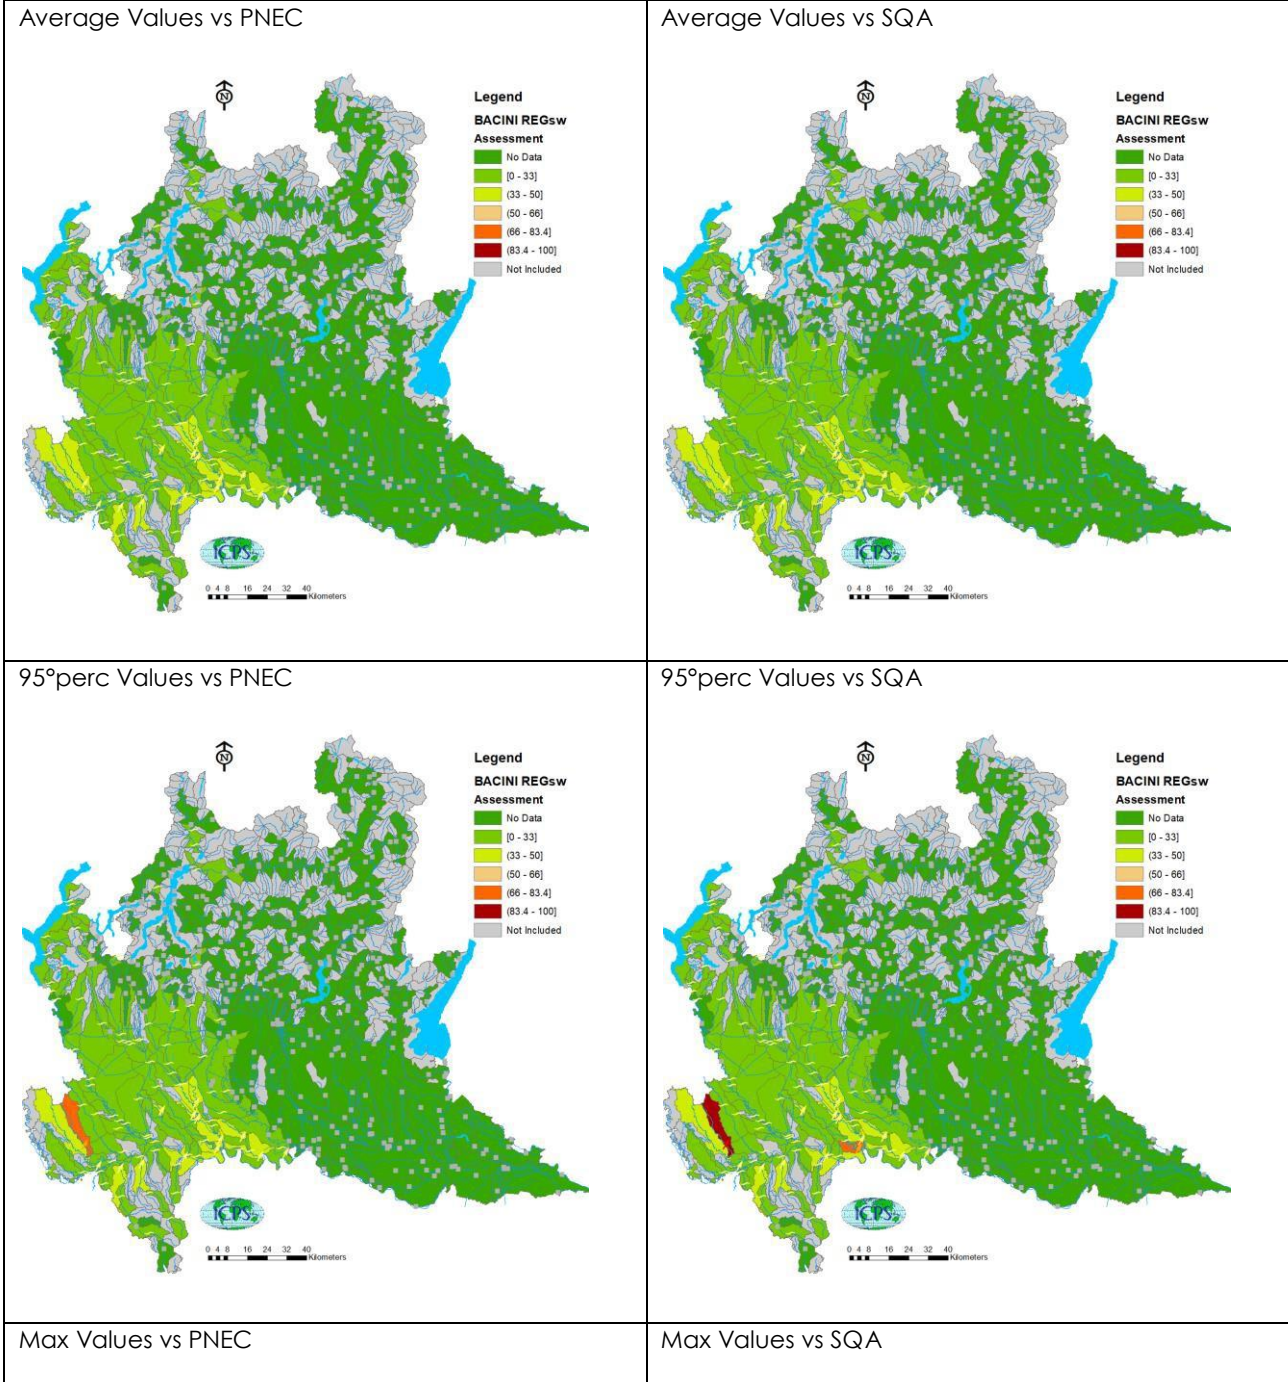 Average Values vs PNEC
N
Legend
BACINI REGsw
Assessment
No Data
[0 - 33]
(33 - 50]
(50 - 66]
(66 - 83.4]
(83.4 - 100]
Not Included
ICPS
0 4 8 16 24 32 40
Kilometers
Average Values vs SQA
N
Legend
BACINI REGsw
Assessment
No Data
[0 - 33]
(33 - 50]
(50 - 66]
(66 - 83.4]
(83.4 - 100]
Not Included
ICPS
0 4 8 16 24 32 40
Kilometers
95°perc Values vs PNEC
N
Legend
BACINI REGsw
Assessment
No Data
[0 - 33]
(33 - 50]
(50 - 66]
(66 - 83.4]
(83.4 - 100]
Not Included
ICPS
0 4 8 16 24 32 40
Kilometers
95°perc Values vs SQA
N
Legend
BACINI REGsw
Assessment
No Data
[0 - 33]
(33 - 50]
(50 - 66]
(66 - 83.4]
(83.4 - 100]
Not Included
ICPS
0 4 8 16 24 32 40
Kilometers
Max Values vs PNEC
Max Values vs SQA